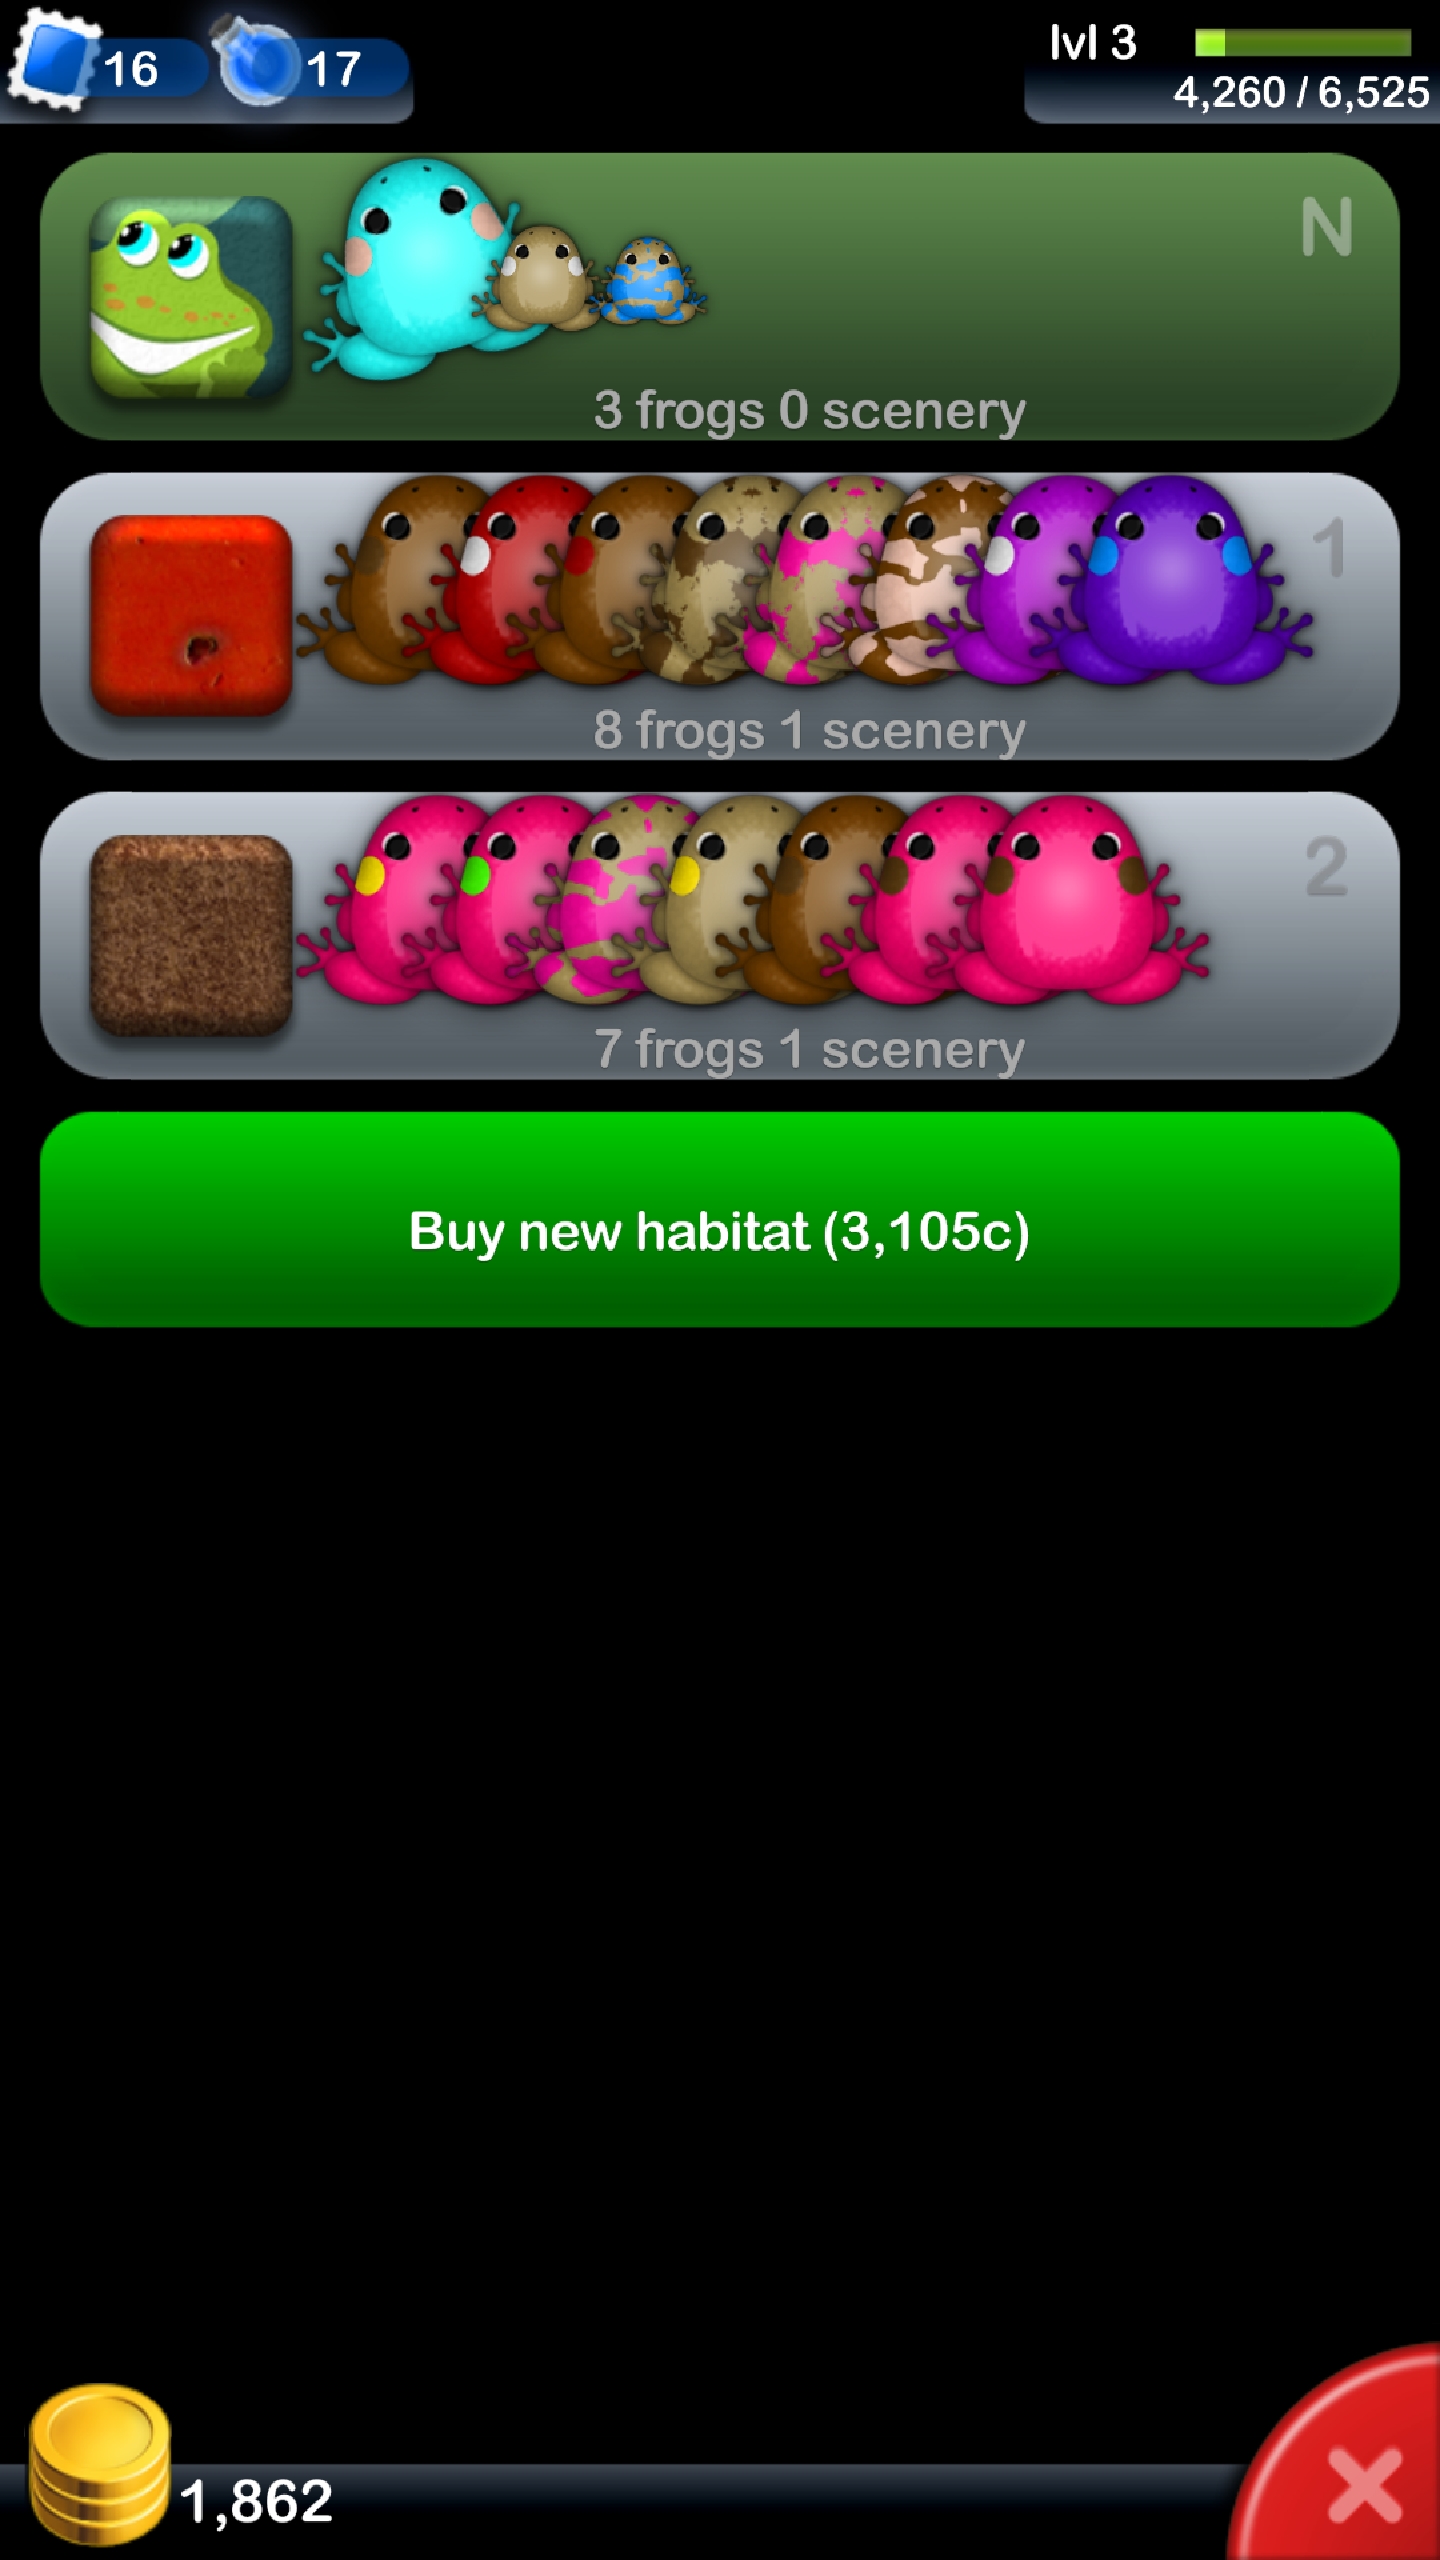 16 17
lvl 3
4,260 / 6,525
N
3 frogs 0 scenery
1
8 frogs 1 scenery
2
7 frogs 1 scenery
Buy new habitat (3,105c)
1,862